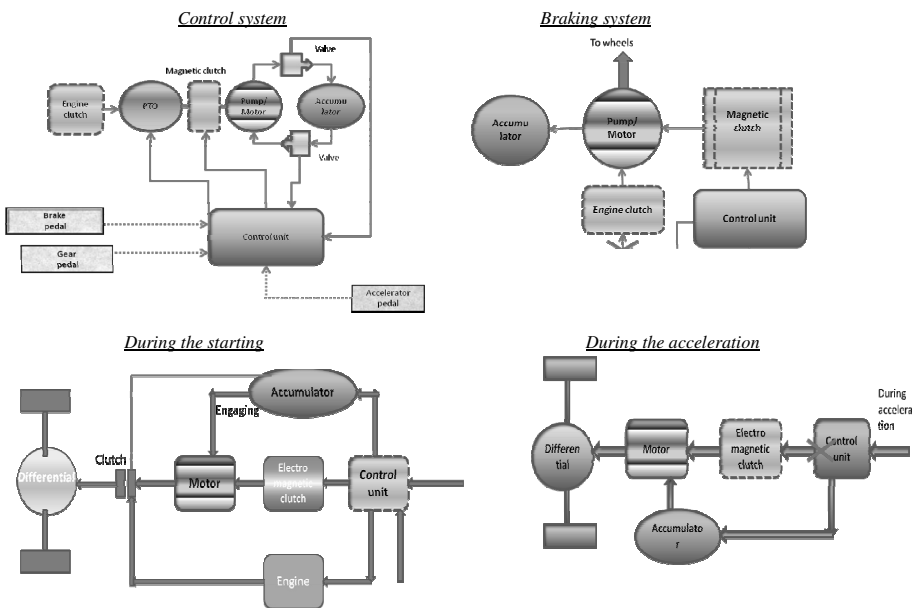 Control system
Valve
Magnetic clutch
Engine
clutch
PTO
Pump/
Motor
Accumu
lator
Valve
Brake
pedal
Gear
pedal
Control unit
Accelerator
pedal
Braking system
To wheels
Accumu
lator
Pump/
Motor
Magnetic
clutch
Engine clutch
Control unit
During the starting
Accumulator
Engaging
Clutch
Differential
Motor
Electro
magnetic
clutch
Control
unit
Engine
During the acceleration
During
accelera
tion
Differen
tial
Motor
Electro
magnetic
clutch
Control
unit
Accumulato
r